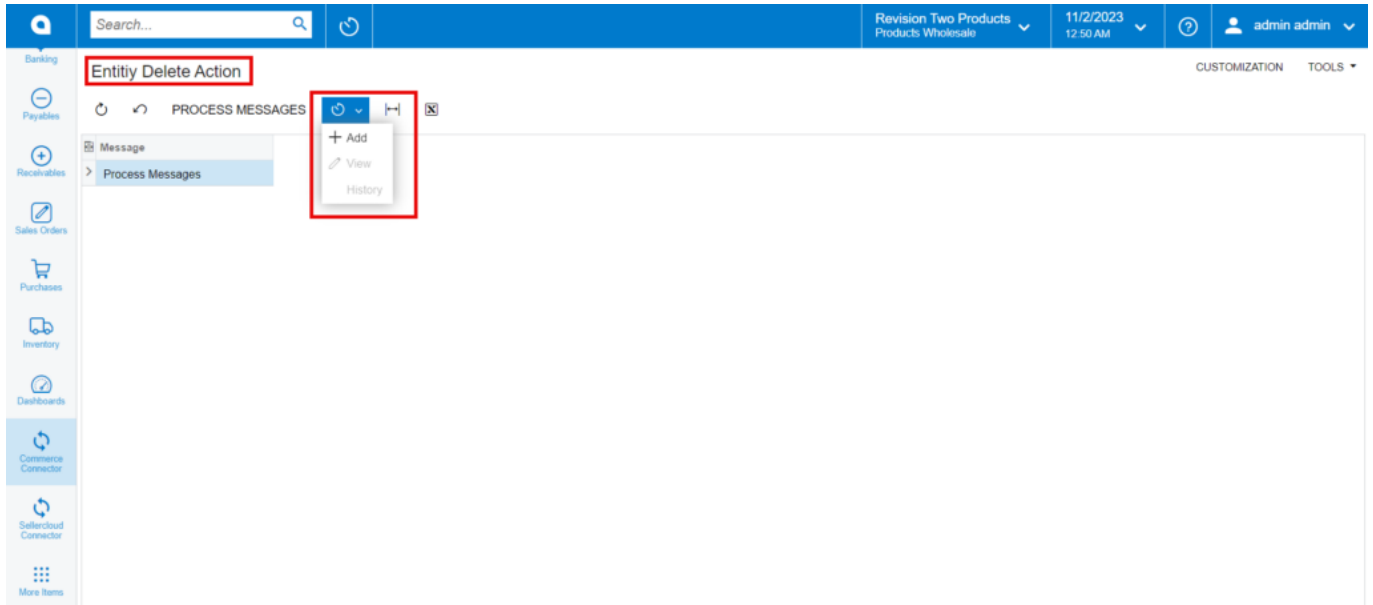 Search...
Revision Two Products
Products Wholesale
11/2/2023
12:50 AM
admin admin
Banking
Payables
Receivables
Sales Orders
Purchases
Inventory
Dashboards
Commerce
Connector
Sellercloud
Connector
More Items
Entitiy Delete Action
CUSTOMIZATION TOOLS
PROCESS MESSAGES
Add
View
History
Message
Process Messages